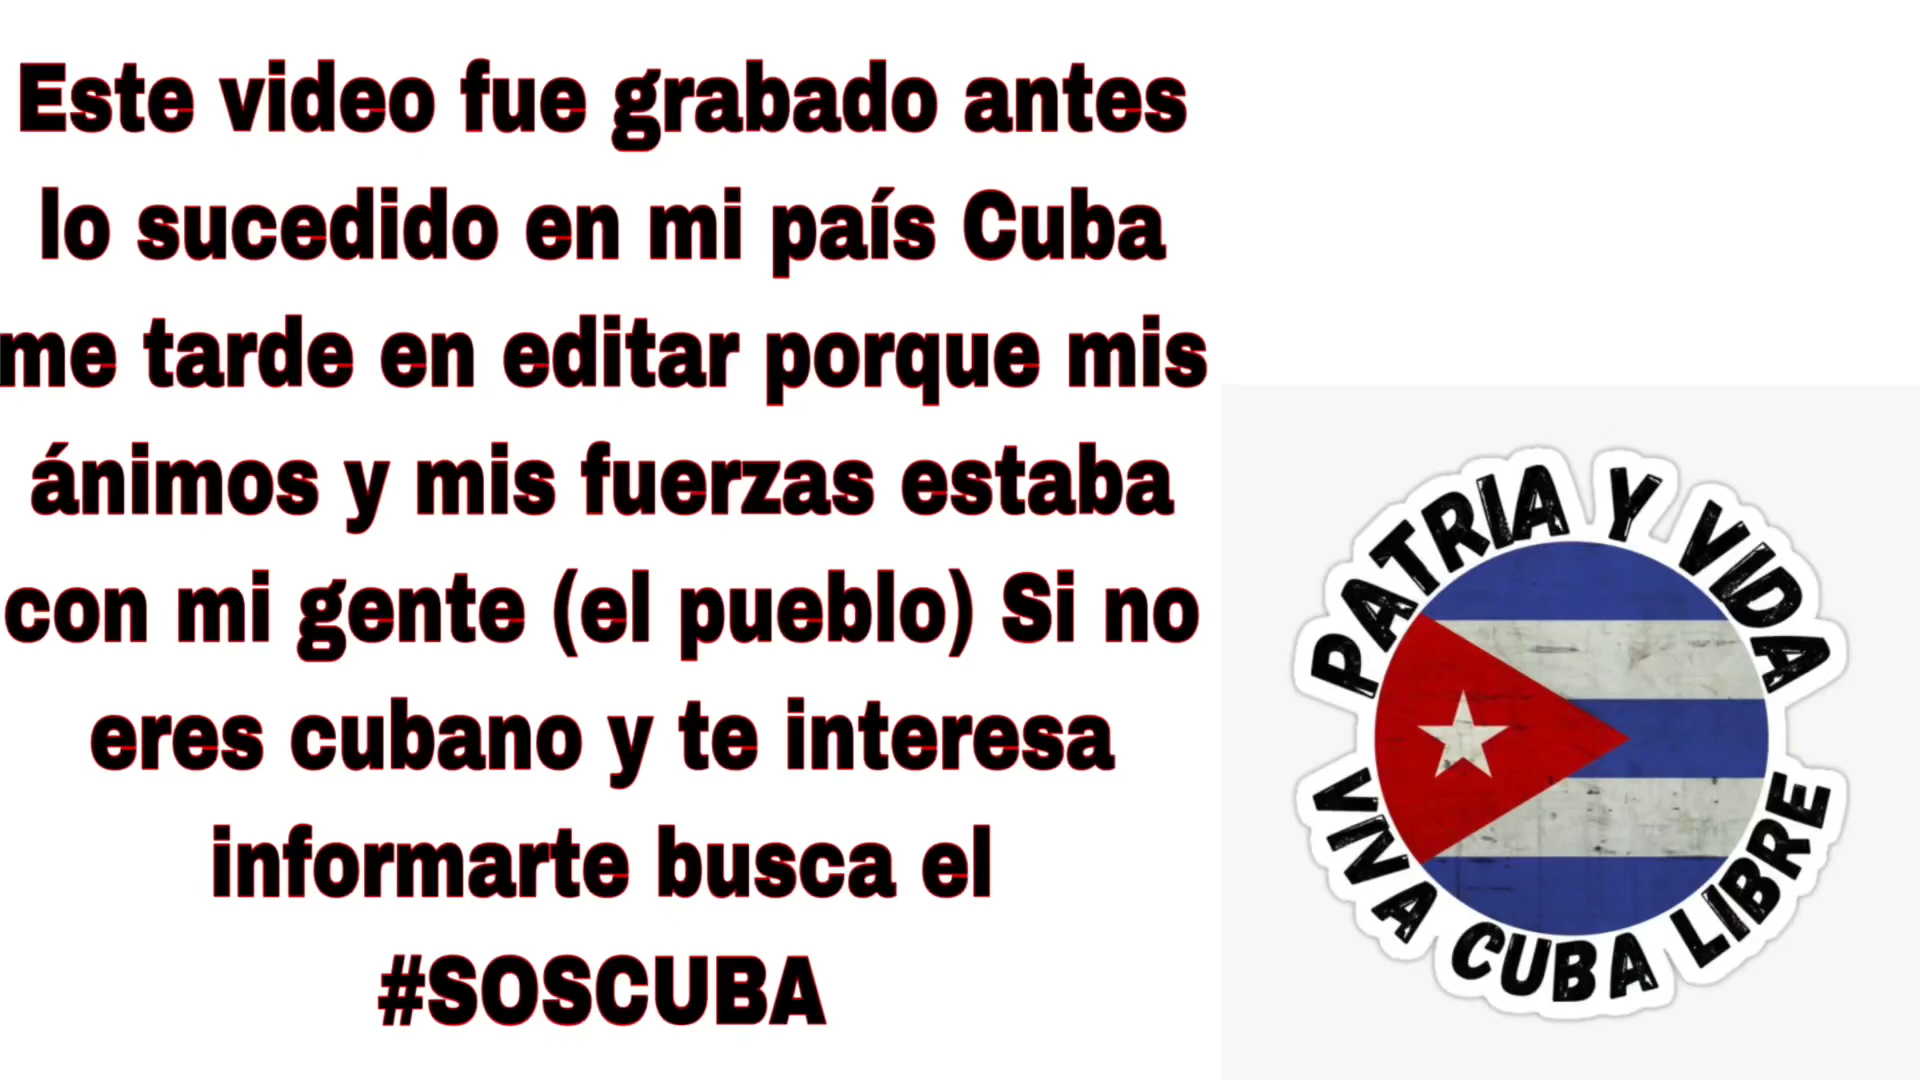 Este video fue grabado antes
lo sucedido en mi país Cuba
me tarde en editar porque mis
ánimos y mis fuerzas estaba
con mi gente (el pueblo) Si no
eres cubano y te interesa
informarte busca el
#SOSCUBA
PATRIA Y VIDA
VIVA CUBA LIBRE